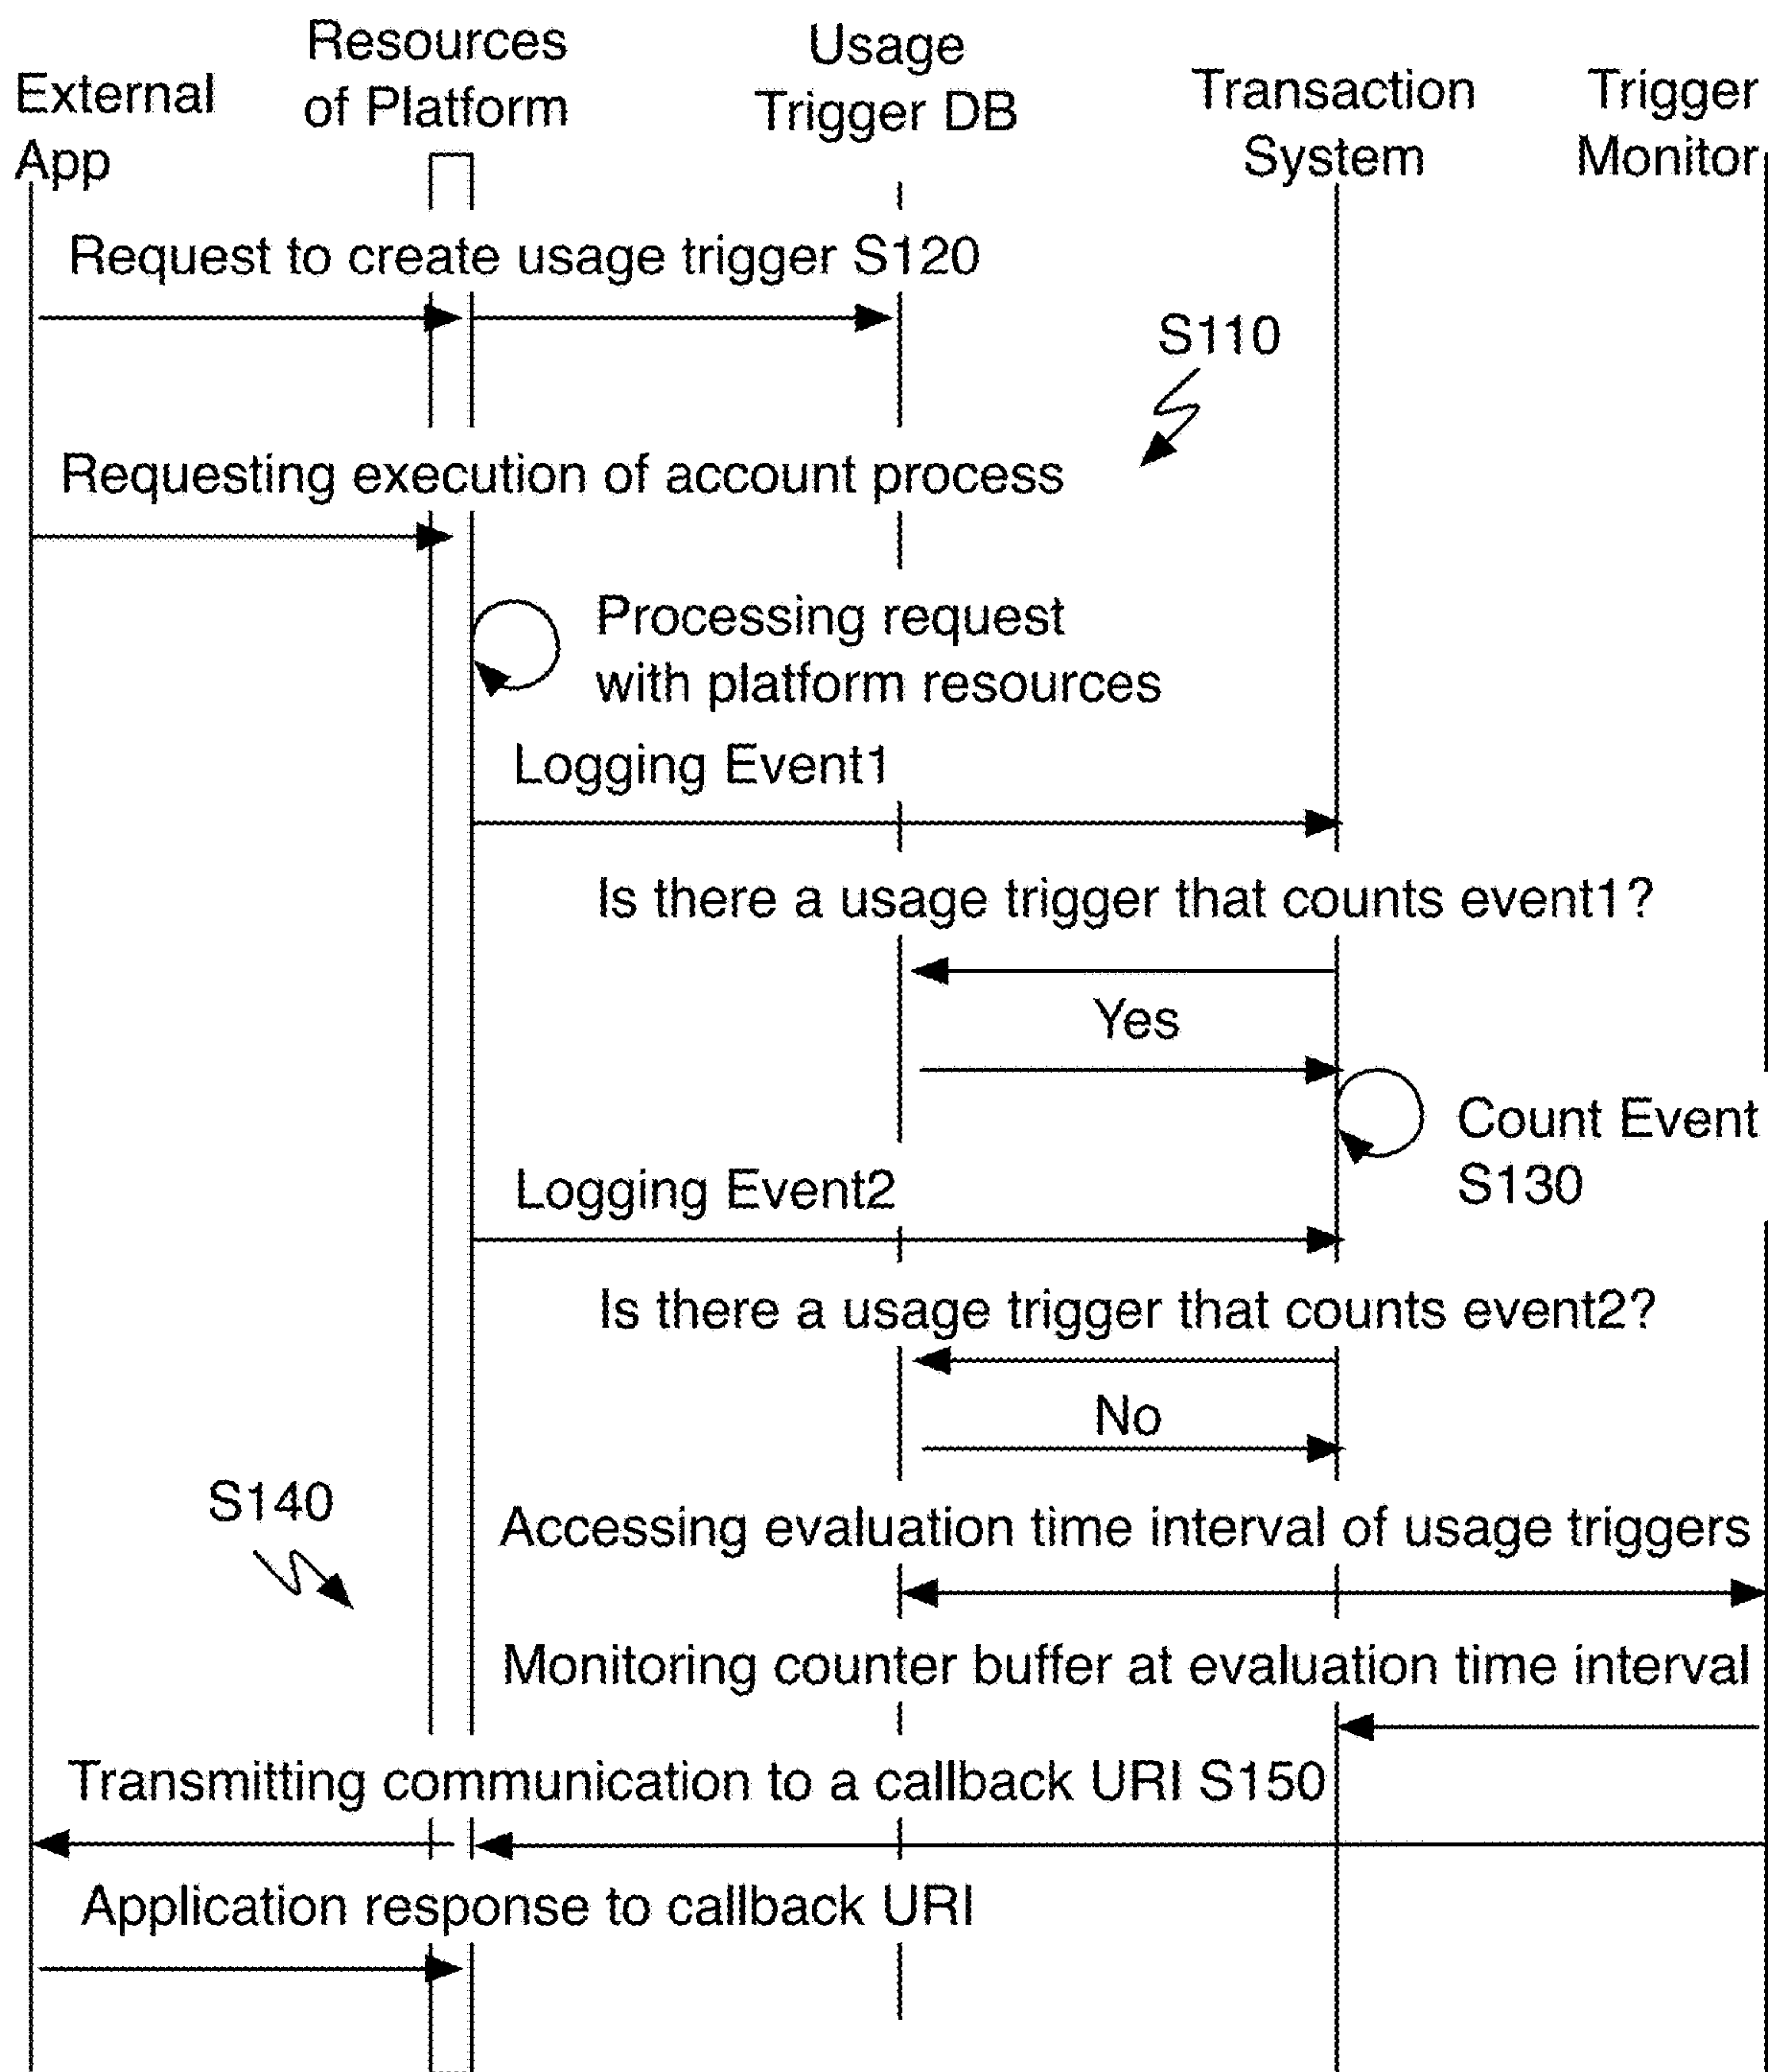 External
App
Resources
of Platform
Usage
Trigger DB
Transaction
System
Trigger
Monitor
Request to create usage trigger S120
S110
Requesting execution of account process
Processing request
with platform resources
Logging Event1
Is there a usage trigger that counts event1?
Yes
Count Event
S130
Logging Event2
Is there a usage trigger that counts event2?
No
S140
Accessing evaluation time interval of usage triggers
Monitoring counter buffer at evaluation time interval
Transmitting communication to a callback URI S150
Application response to callback URI